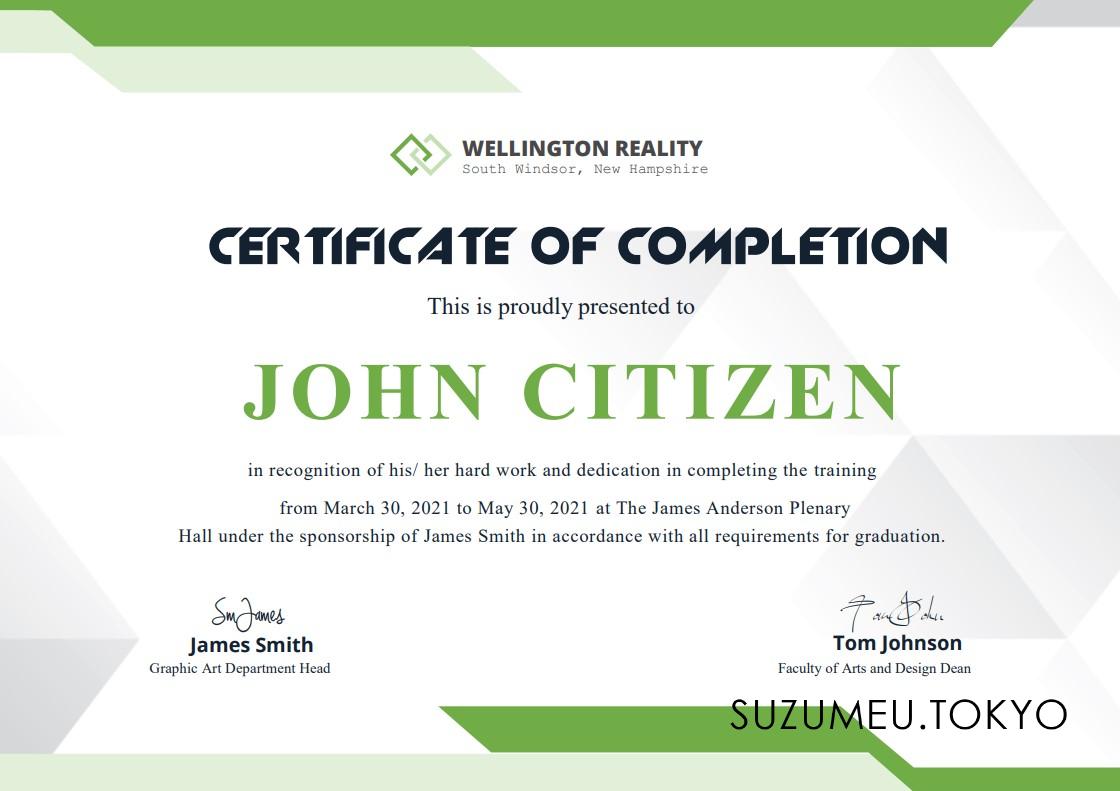 WELLINGTON REALITY
South Windsor, New Hampshire
CERTIFICATE OF COMPLETION
This is proudly presented to
JOHN CITIZEN
in recognition of his/ her hard work and dedication in completing the training
from March 30, 2021 to May 30, 2021 at The James Anderson Plenary
Hall under the sponsorship of James Smith in accordance with all requirements for graduation.
SmJames
James Smith
Graphic Art Department Head
Tom John
Tom Johnson
Faculty of Arts and Design Dean
SUZUMEU.TOKYO